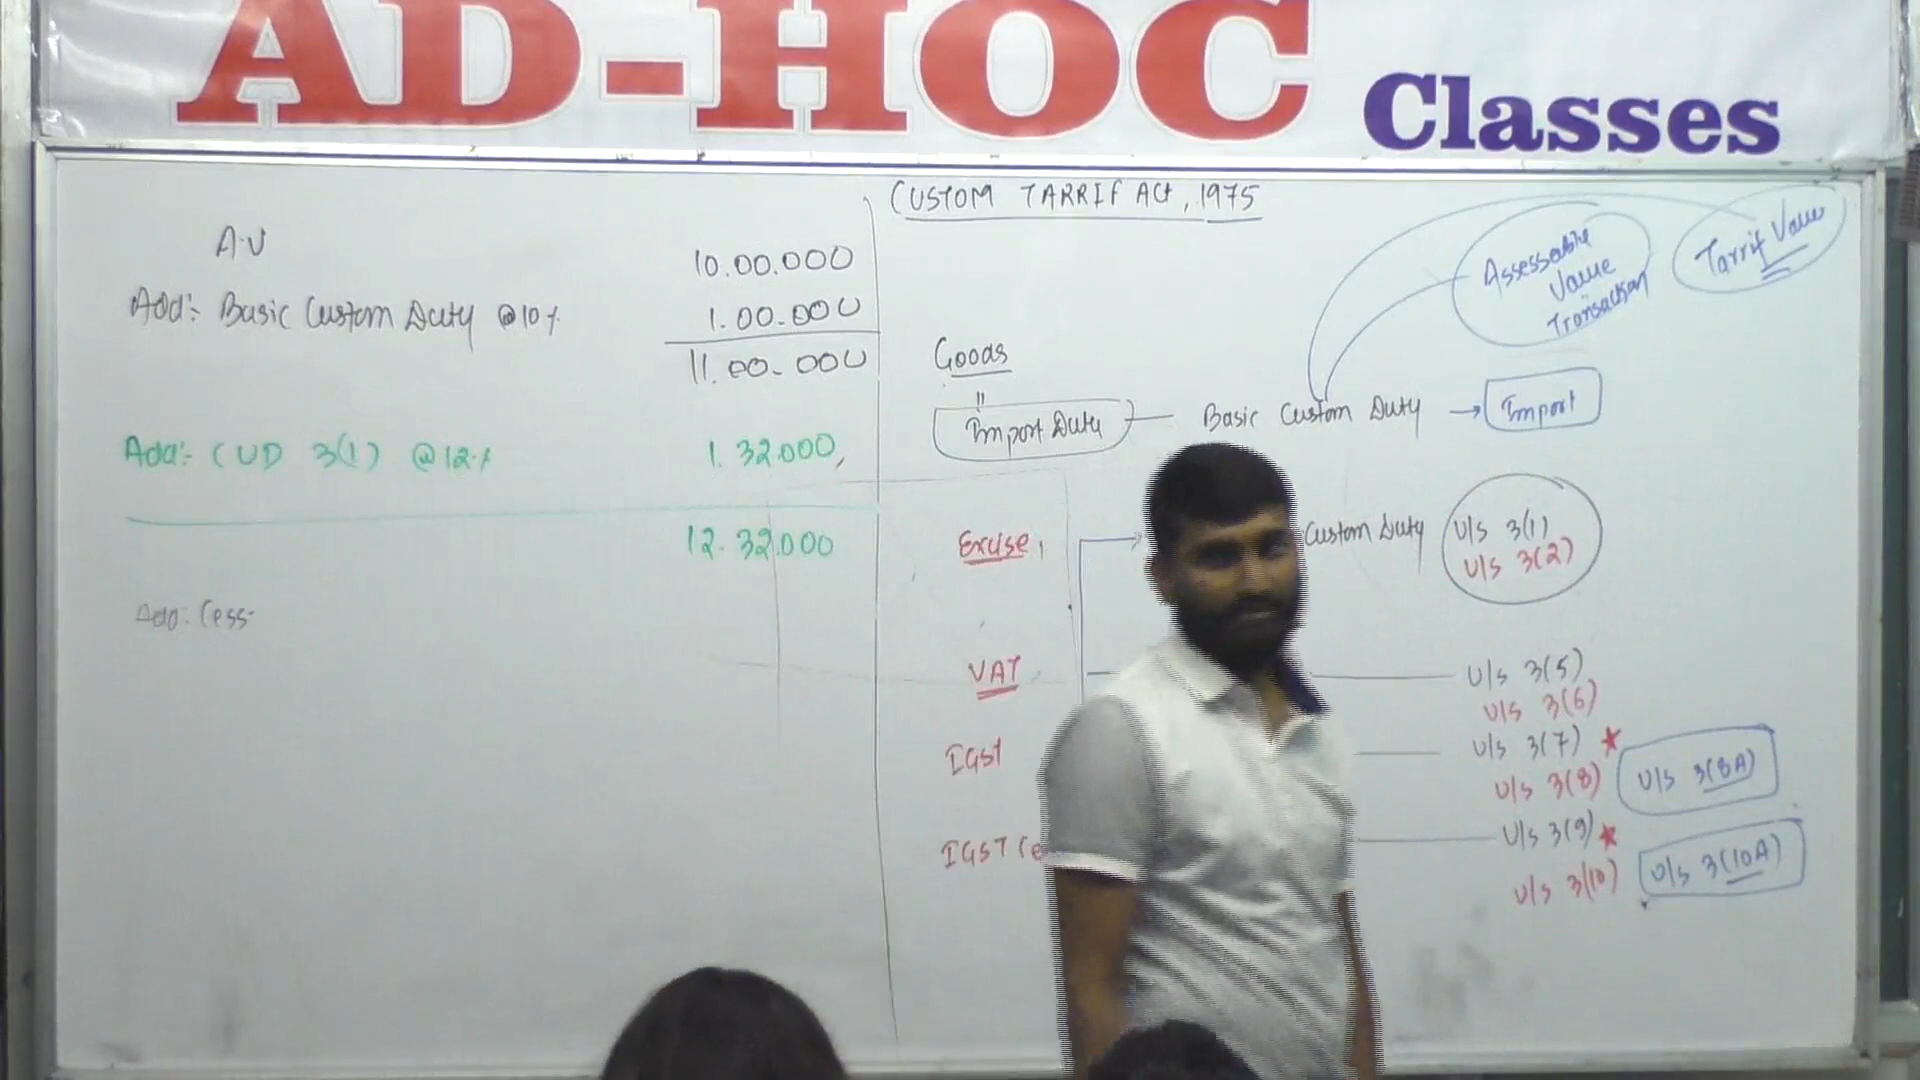 AD-HOC Classes
CUSTOM TARRIF ACt, 1975
A.V 10.00.000
Add:- Basic Custom Duty @10% 1.00.000
11.00.000
Add:- CVD 3(1) @12% 1.32.000,
12.32.000
Add: Cess-
Assessable
Value
Transaction
Tarrif Value
Goods
Import Duty Basic Custom Duty → Import
Excise, Custom Duty U/s 3(1)
U/s 3(2)
VAT U/s 3(5)
U/s 3(6)
IGST U/s 3(7) ★
U/s 3(8) U/s 3(8A)
IGST Ce U/s 3(9) ★
U/s 3(10) U/s 3(10A)